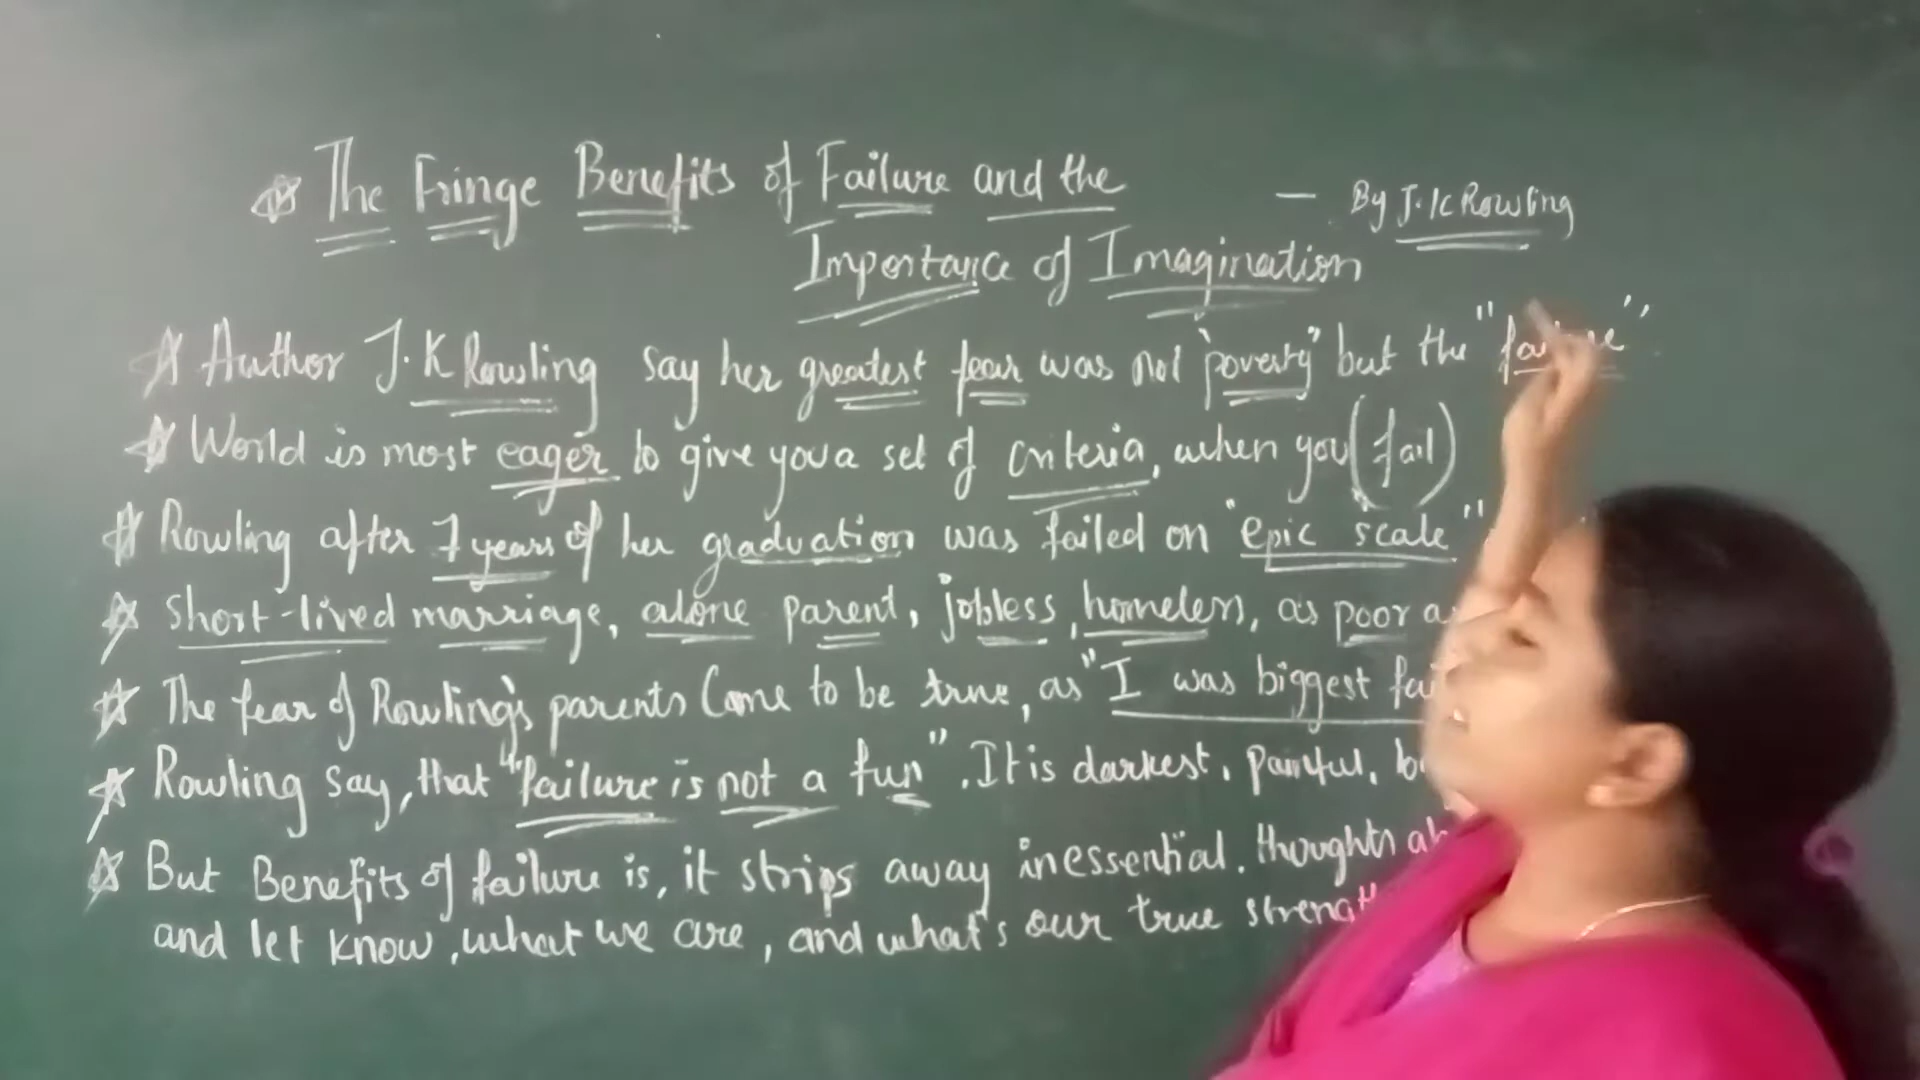 The Fringe Benefits of Failure and the
Importance of Imagination
— By J.K Rowling
Author J.K Rowling say her greatest fear was not "poverty" but the "failure"
World is most eager to give you a set of criteria, when you (fail)
Rowling after 7 years of her graduation was failed on "epic scale"
short-lived marriage, alone parent, jobless, homeless, as poor
The fear of Rowling's parents Come to be true, as "I was biggest
Rowling say, that "failure is not a fun". It is darkest, painful,
But Benefits of failure is, it strips away inessential. thoughts
and let know, what we are, and what's our true